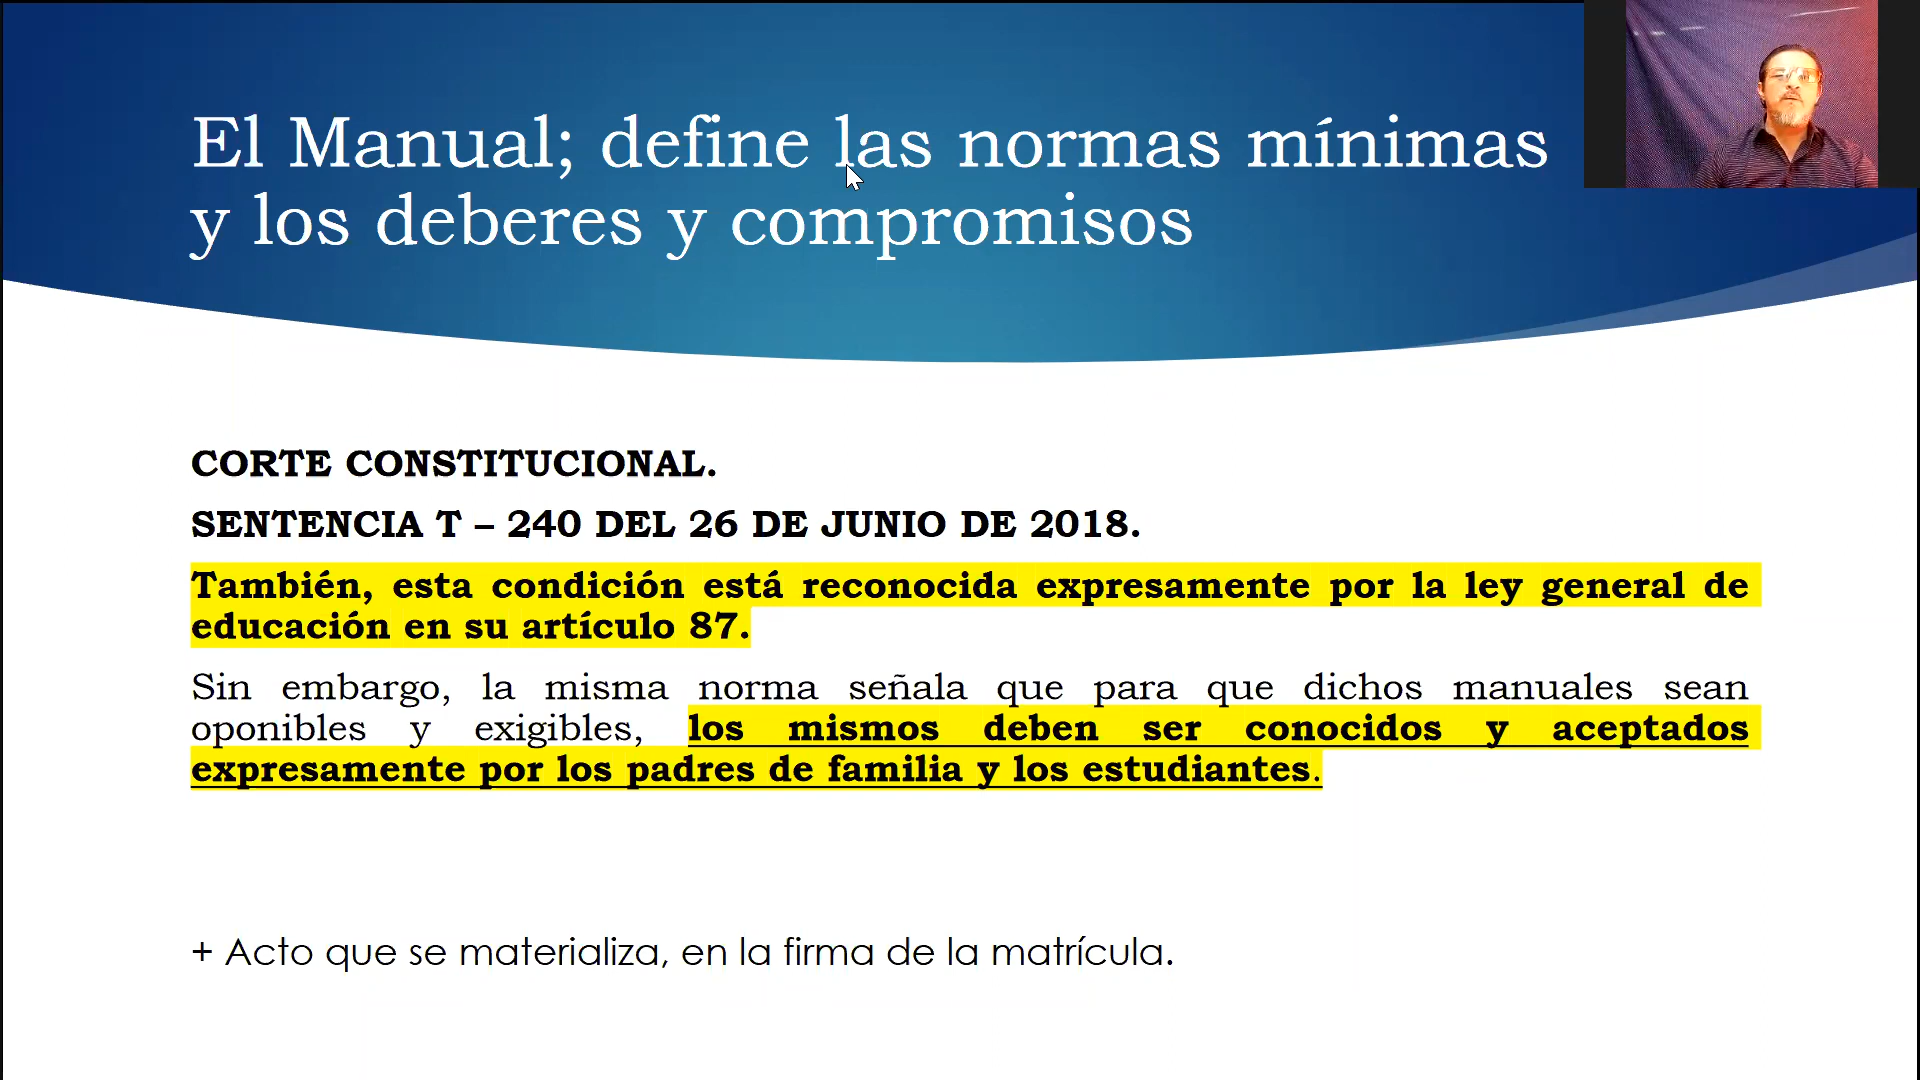 El Manual; define las normas mínimas
y los deberes y compromisos
CORTE CONSTITUCIONAL.
SENTENCIA T – 240 DEL 26 DE JUNIO DE 2018.
También, esta condición está reconocida expresamente por la ley general de
educación en su artículo 87.
Sin embargo, la misma norma señala que para que dichos manuales sean
oponibles y exigibles, los mismos deben ser conocidos y aceptados
expresamente por los padres de familia y los estudiantes.
+ Acto que se materializa, en la firma de la matrícula.